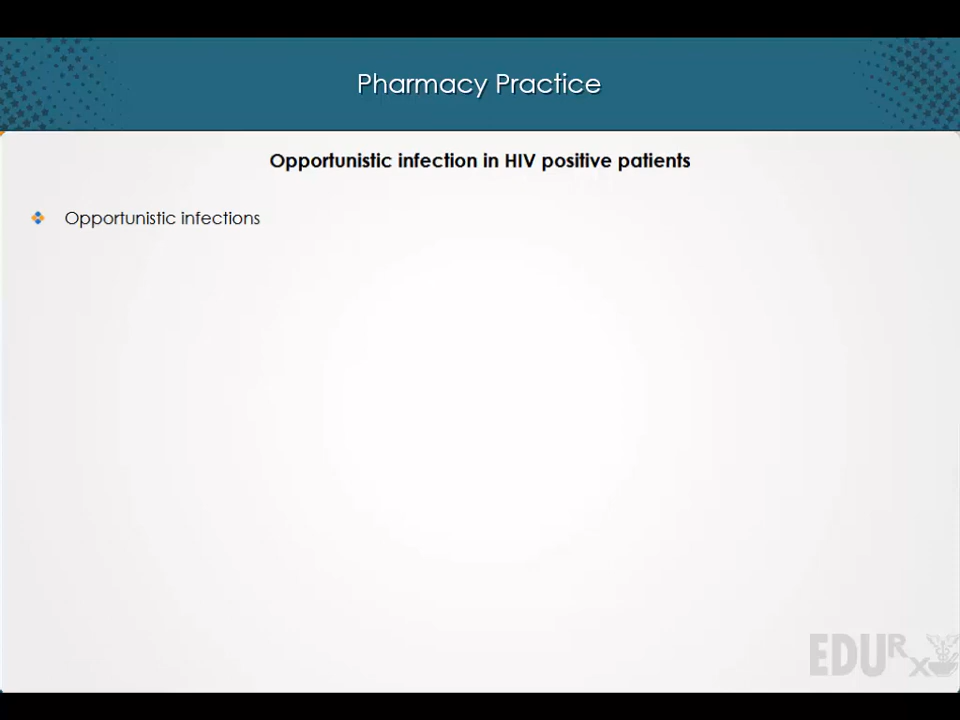 Pharmacy Practice
Opportunistic infection in HIV positive patients
Opportunistic infections
EDURx